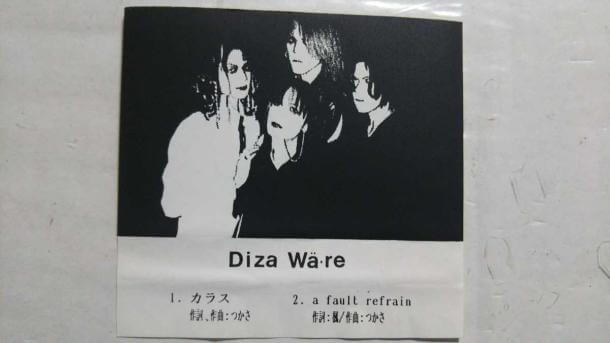 Diza Wä·re
1. カラス
作詞、作曲:つかさ
2. a fault refrain
作詞:楓/作曲:つかさ